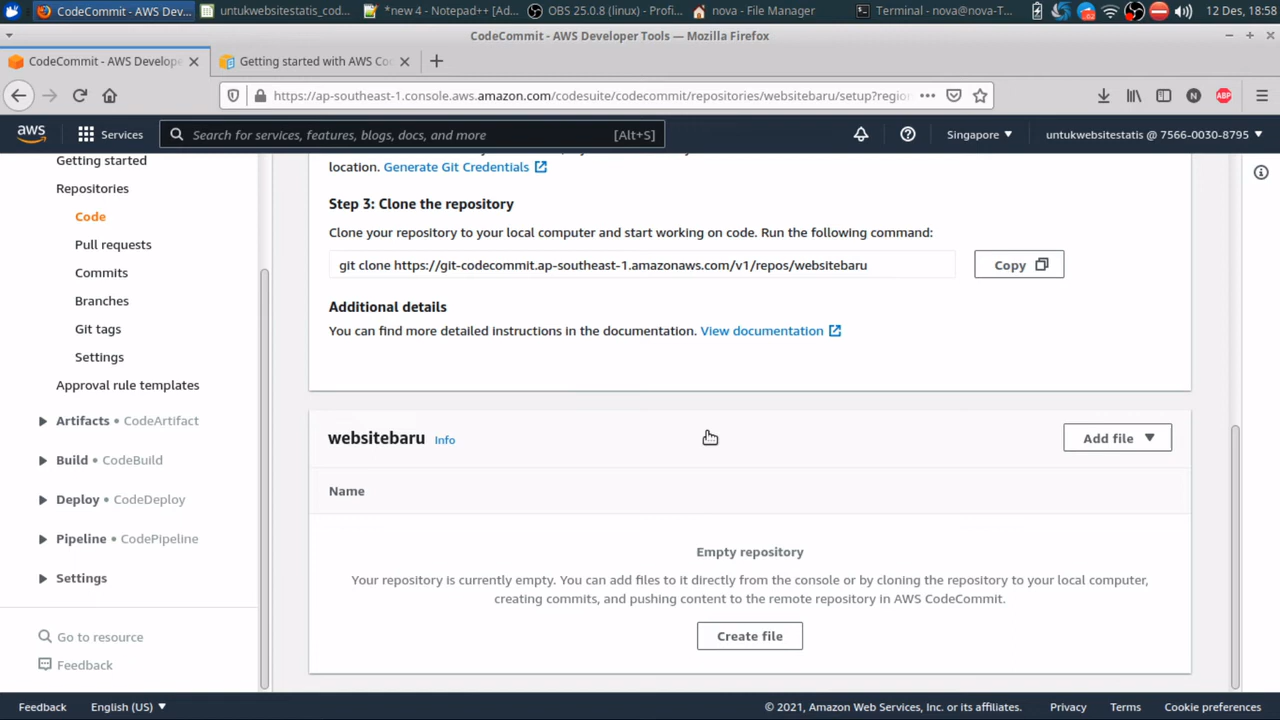 CodeCommit - AWS Dev...
untukwebsitestatis_cod...
*new 4 - Notepad++ [Ad...
OBS 25.0.8 (linux) - Profi...
nova - File Manager
Terminal - nova@nova-T...
12 Des, 18:58
CodeCommit - AWS Developer Tools — Mozilla Firefox
CodeCommit - AWS Develope
Getting started with AWS Co
https://ap-southeast-1.console.aws.amazon.com/codesuite/codecommit/repositories/websitebaru/setup?regio
N
ABP
aws
Services
Search for services, features, blogs, docs, and more
[Alt+S]
Singapore
untukwebsitestatis @ 7566-0030-8795
Getting started
Repositories
Code
Pull requests
Commits
Branches
Git tags
Settings
Approval rule templates
Artifacts • CodeArtifact
Build • CodeBuild
Deploy • CodeDeploy
Pipeline • CodePipeline
Settings
Go to resource
Feedback
location. Generate Git Credentials
Step 3: Clone the repository
Clone your repository to your local computer and start working on code. Run the following command:
git clone https://git-codecommit.ap-southeast-1.amazonaws.com/v1/repos/websitebaru
Copy
Additional details
You can find more detailed instructions in the documentation. View documentation
websitebaru Info
Add file
Name
Empty repository
Your repository is currently empty. You can add files to it directly from the console or by cloning the repository to your local computer,
creating commits, and pushing content to the remote repository in AWS CodeCommit.
Create file
Feedback
English (US)
© 2021, Amazon Web Services, Inc. or its affiliates.
Privacy
Terms
Cookie preferences